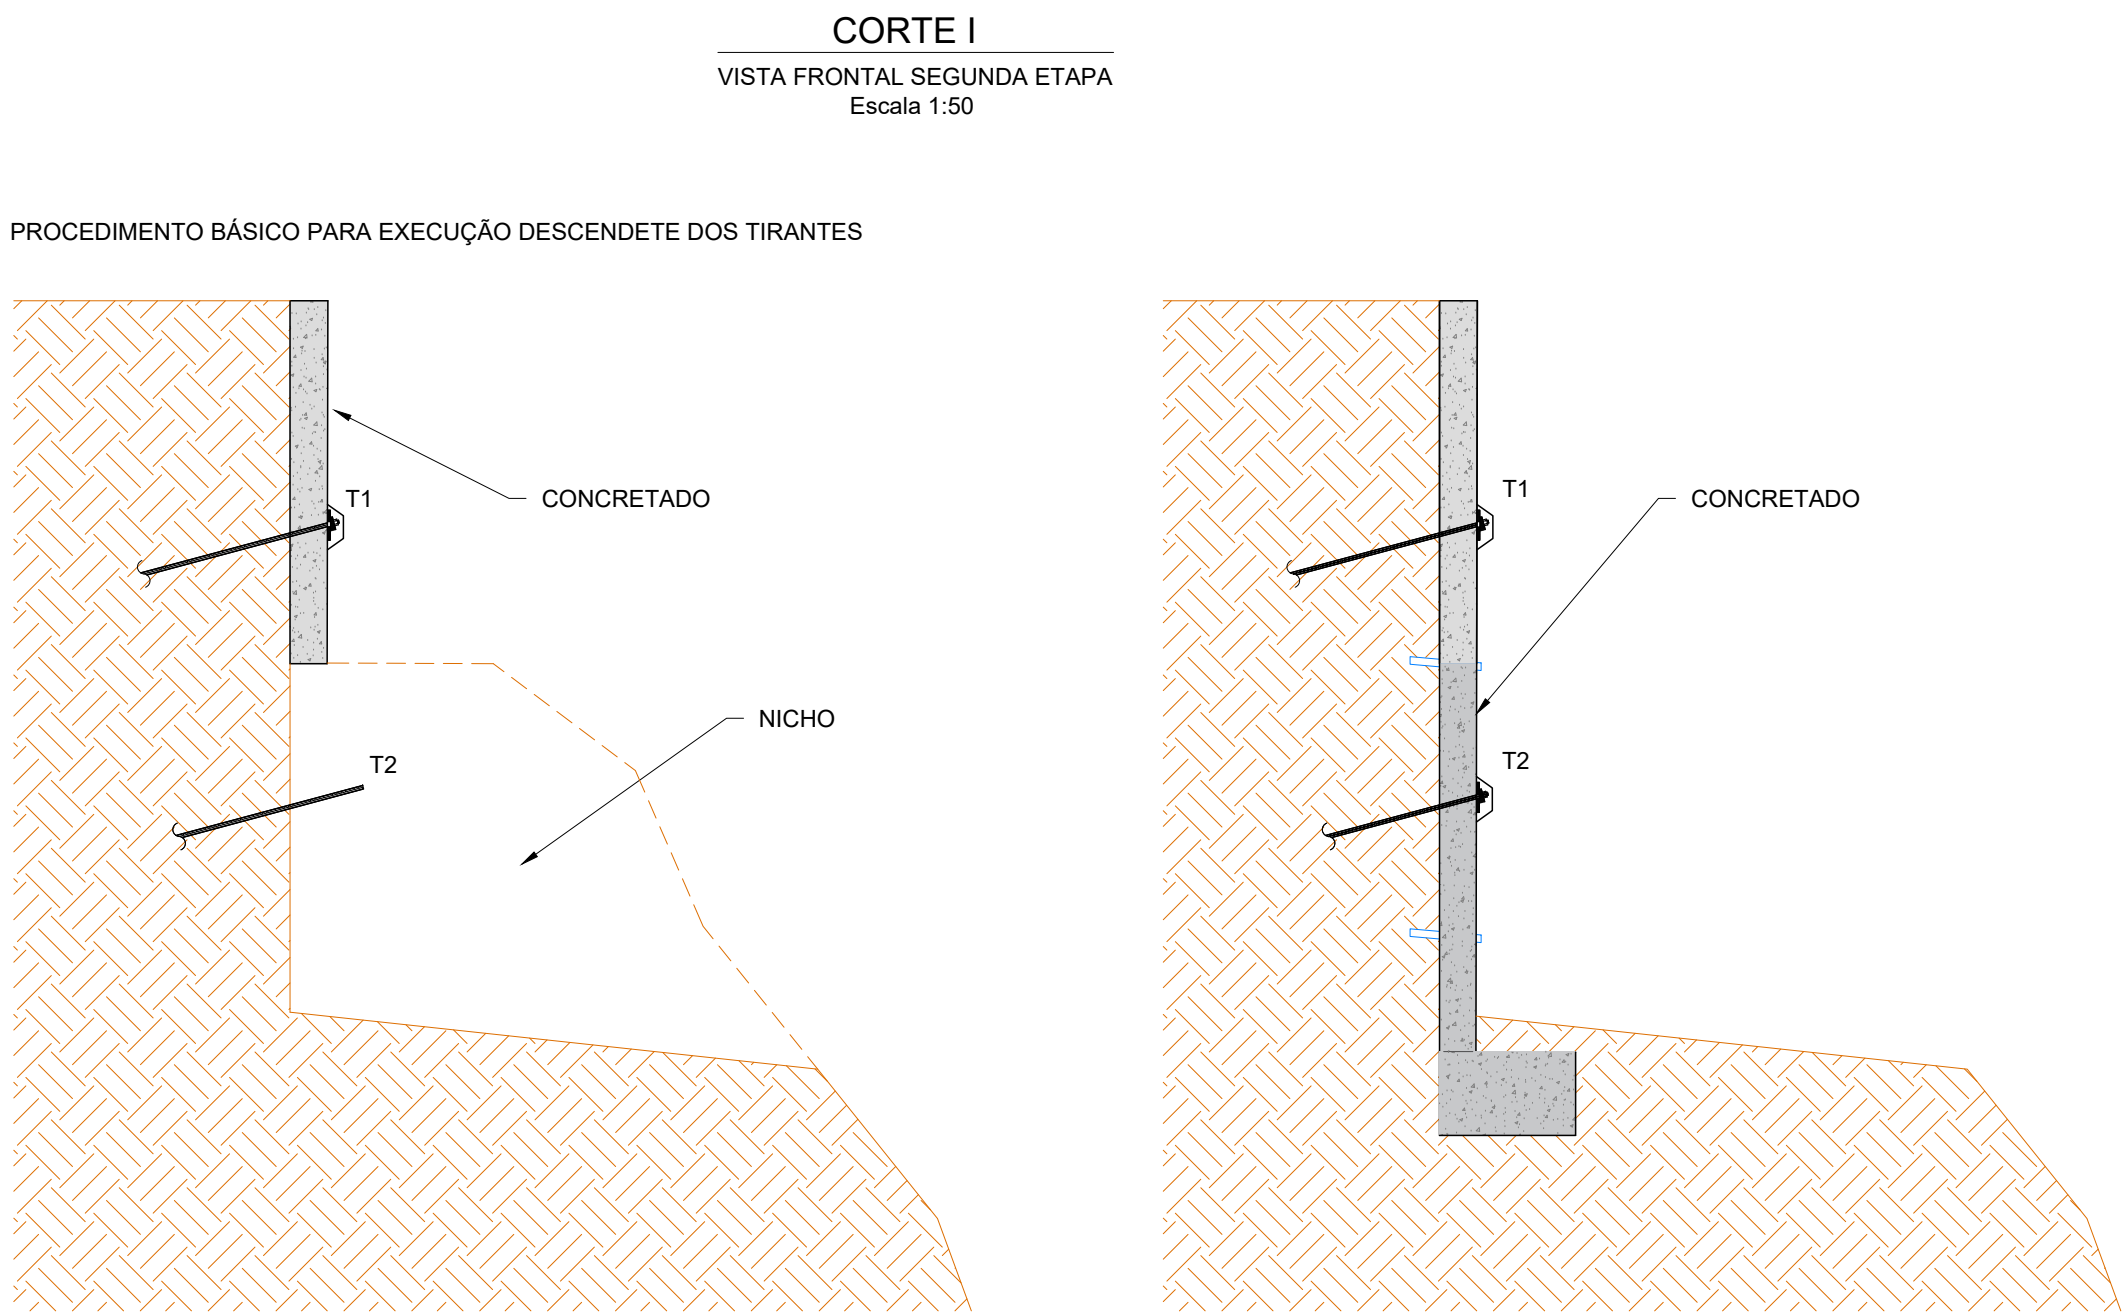 CORTE I
VISTA FRONTAL SEGUNDA ETAPA
Escala 1:50
PROCEDIMENTO BÁSICO PARA EXECUÇÃO DESCENDETE DOS TIRANTES
T1
CONCRETADO
NICHO
T2
T1
CONCRETADO
T2